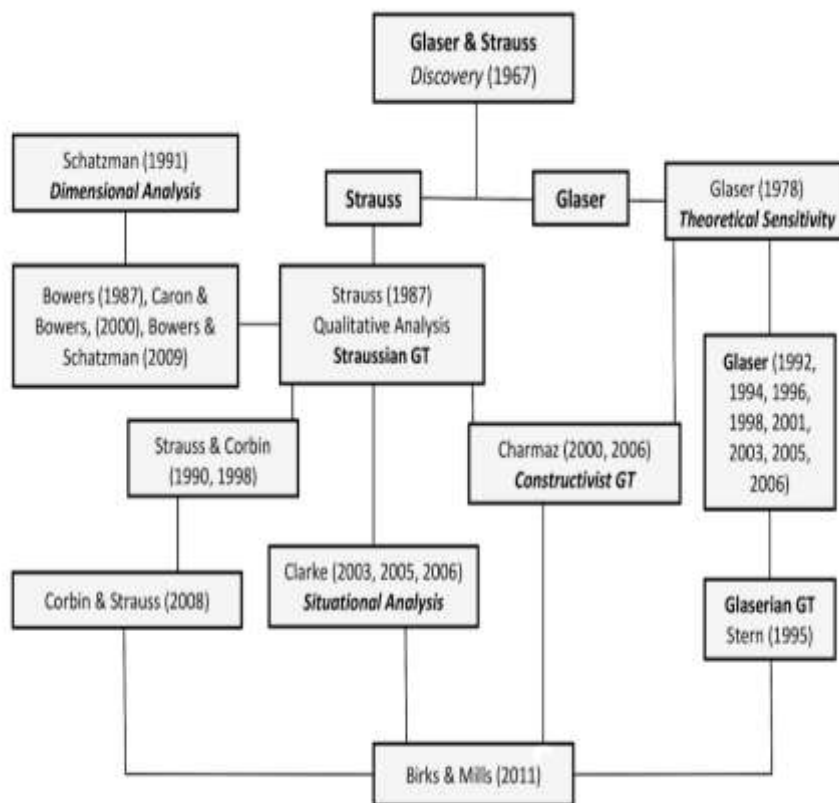 Glaser & Strauss
Discovery (1967)
Schatzman (1991)
Dimensional Analysis
Strauss
Glaser
Glaser (1978)
Theoretical Sensitivity
Bowers (1987), Caron &
Bowers, (2000), Bowers &
Schatzman (2009)
Strauss (1987)
Qualitative Analysis
Straussian GT
Glaser (1992,
1994, 1996,
1998, 2001,
2003, 2005,
2006)
Strauss & Corbin
(1990, 1998)
Charmaz (2000, 2006)
Constructivist GT
Corbin & Strauss (2008)
Clarke (2003, 2005, 2006)
Situational Analysis
Glaserian GT
Stern (1995)
Birks & Mills (2011)